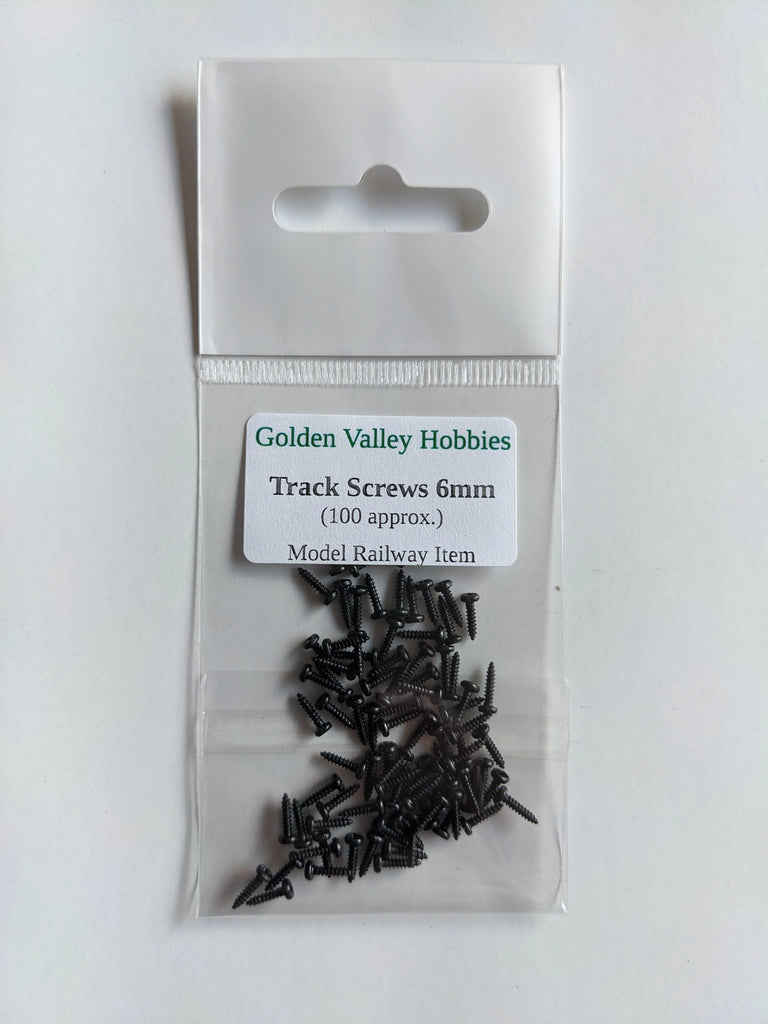 Golden Valley Hobbies
Track Screws 6mm
(100 approx.)
Model Railway Item